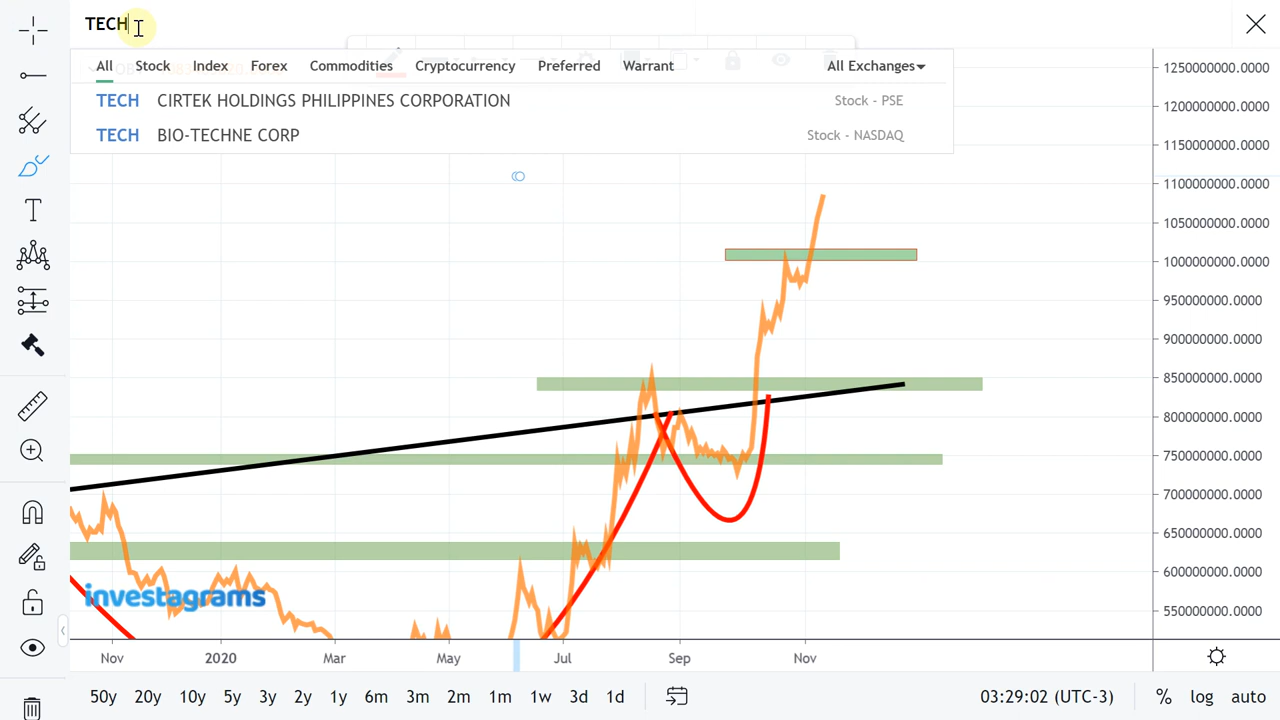 TECH
All Stock Index Forex Commodities Cryptocurrency Preferred Warrant All Exchanges
TECH CIRTEK HOLDINGS PHILIPPINES CORPORATION Stock - PSE
TECH BIO-TECHNE CORP Stock - NASDAQ
1250000000.0000
1200000000.0000
1150000000.0000
1100000000.0000
1050000000.0000
1000000000.0000
950000000.0000
900000000.0000
850000000.0000
800000000.0000
750000000.0000
700000000.0000
650000000.0000
600000000.0000
550000000.0000
investagrams
Nov 2020 Mar May Jul Sep Nov
50y 20y 10y 5y 3y 2y 1y 6m 3m 2m 1m 1w 3d 1d 03:29:02 (UTC-3) % log auto